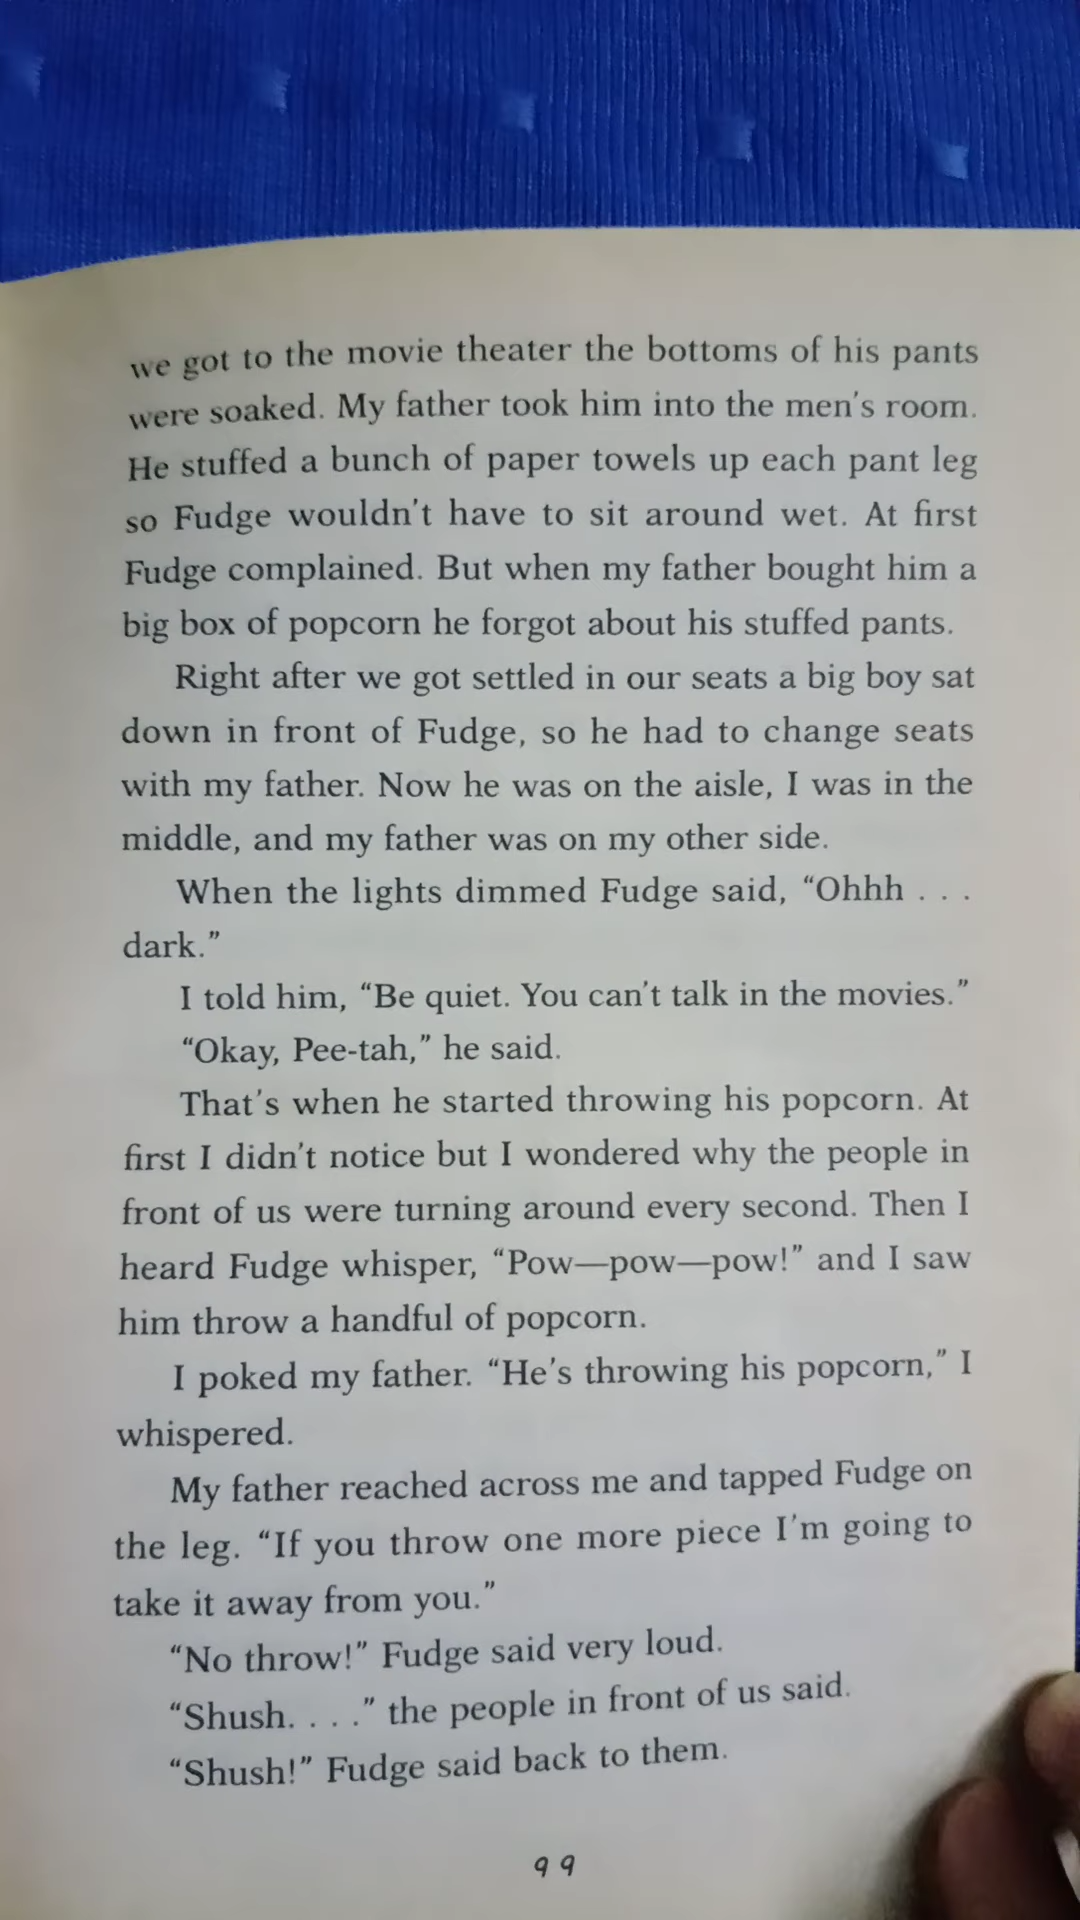 we got to the movie theater the bottoms of his pants
were soaked. My father took him into the men's room.
He stuffed a bunch of paper towels up each pant leg
so Fudge wouldn't have to sit around wet. At first
Fudge complained. But when my father bought him a
big box of popcorn he forgot about his stuffed pants.
Right after we got settled in our seats a big boy sat
down in front of Fudge, so he had to change seats
with my father. Now he was on the aisle, I was in the
middle, and my father was on my other side.
When the lights dimmed Fudge said, “Ohhh . . .
dark.”
I told him, “Be quiet. You can't talk in the movies.”
“Okay, Pee-tah,” he said.
That's when he started throwing his popcorn. At
first I didn't notice but I wondered why the people in
front of us were turning around every second. Then I
heard Fudge whisper, “Pow—pow—pow!” and I saw
him throw a handful of popcorn.
I poked my father. “He's throwing his popcorn,” I
whispered.
My father reached across me and tapped Fudge on
the leg. “If you throw one more piece I'm going to
take it away from you.”
“No throw!” Fudge said very loud.
“Shush. . . .” the people in front of us said.
“Shush!” Fudge said back to them.
99